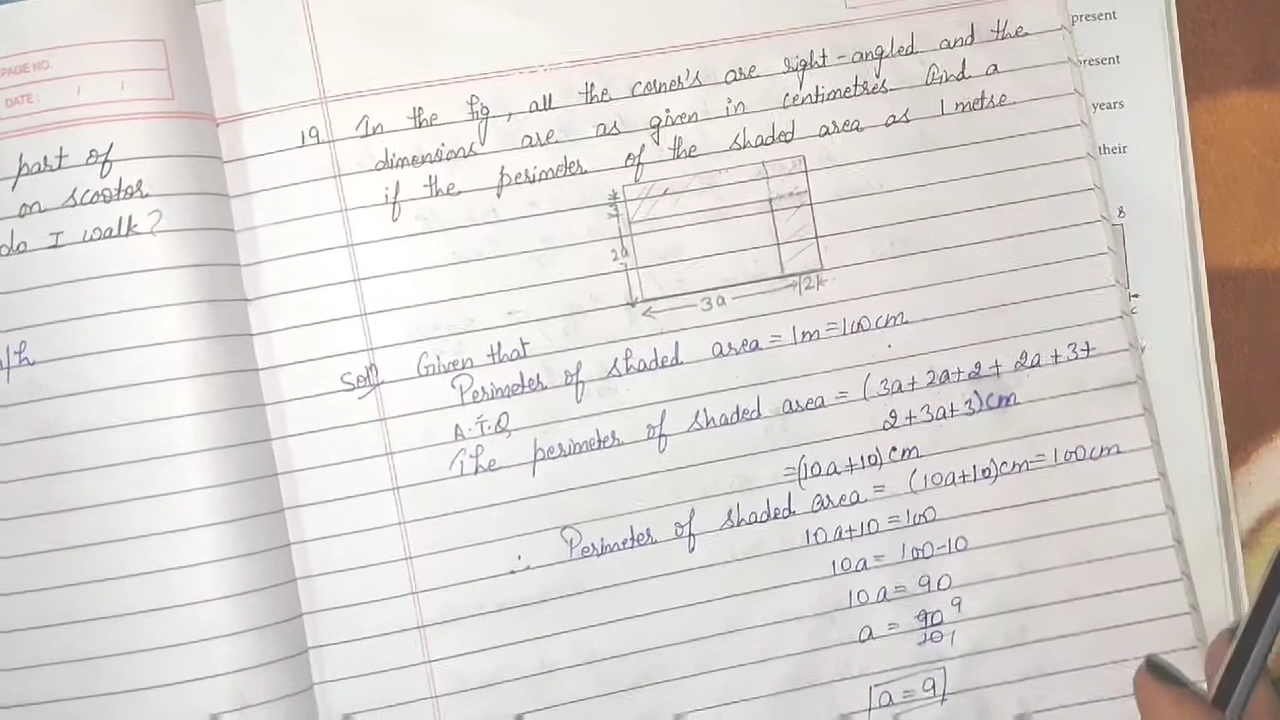 PAGE NO.
DATE: / /
part of
on scooter
do I walk?
/h
19. In the fig, all the corner's are right-angled and the
dimensions are as given in centimetres. Find a
if the perimeter of the shaded area as 1 metre.
2a
3a
2
Soln Given that
Perimeter of shaded area = 1m = 100cm
A.T.Q
The perimeter of shaded area = (3a + 2a + 2 + 2a + 3 +
2 + 3a + 3) cm
= (10a + 10) cm
∴ Perimeter of shaded area = (10a + 10)cm = 100cm
10a + 10 = 100
10a = 100 - 10
10a = 90
a = 90 9
10 1
a = 9
present
present
years
their
8
c